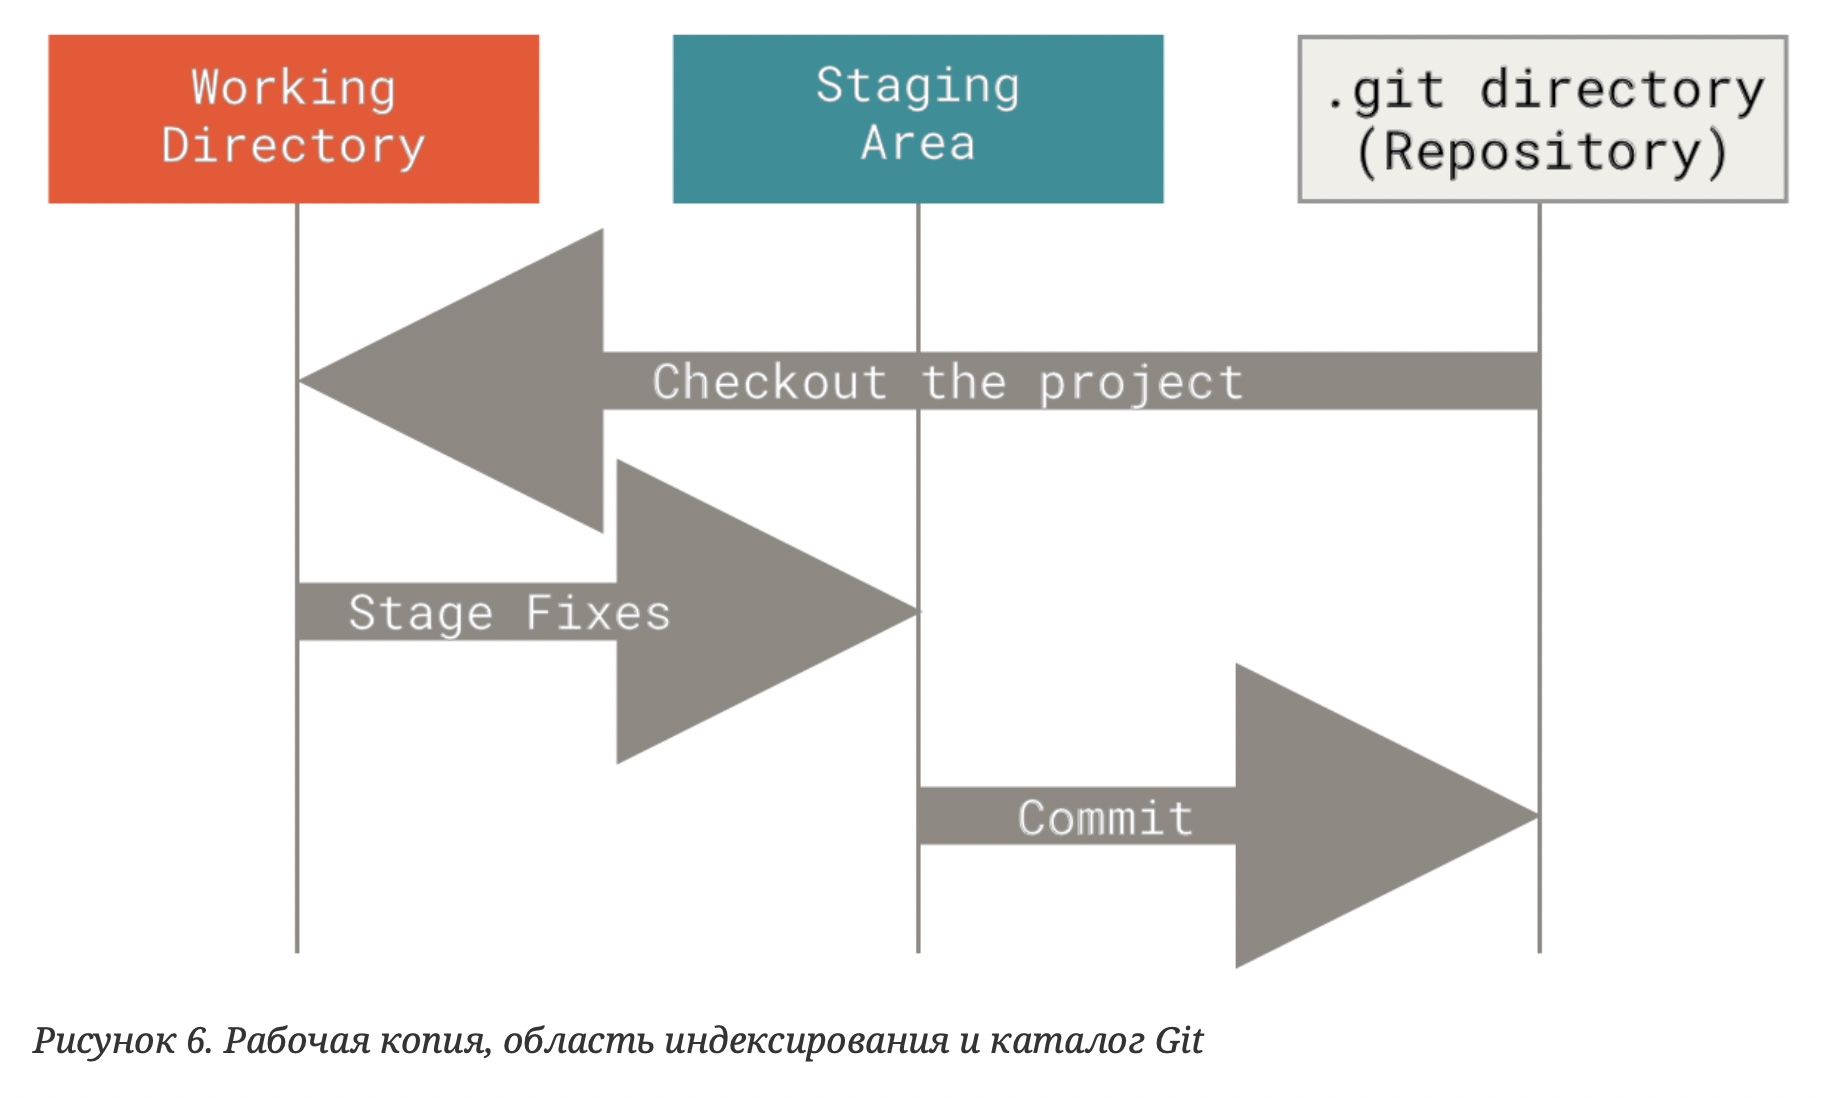 Working
Directory
Staging
Area
.git directory
(Repository)
Checkout the project
Stage Fixes
Commit
Рисунок 6. Рабочая копия, область индексирования и каталог Git